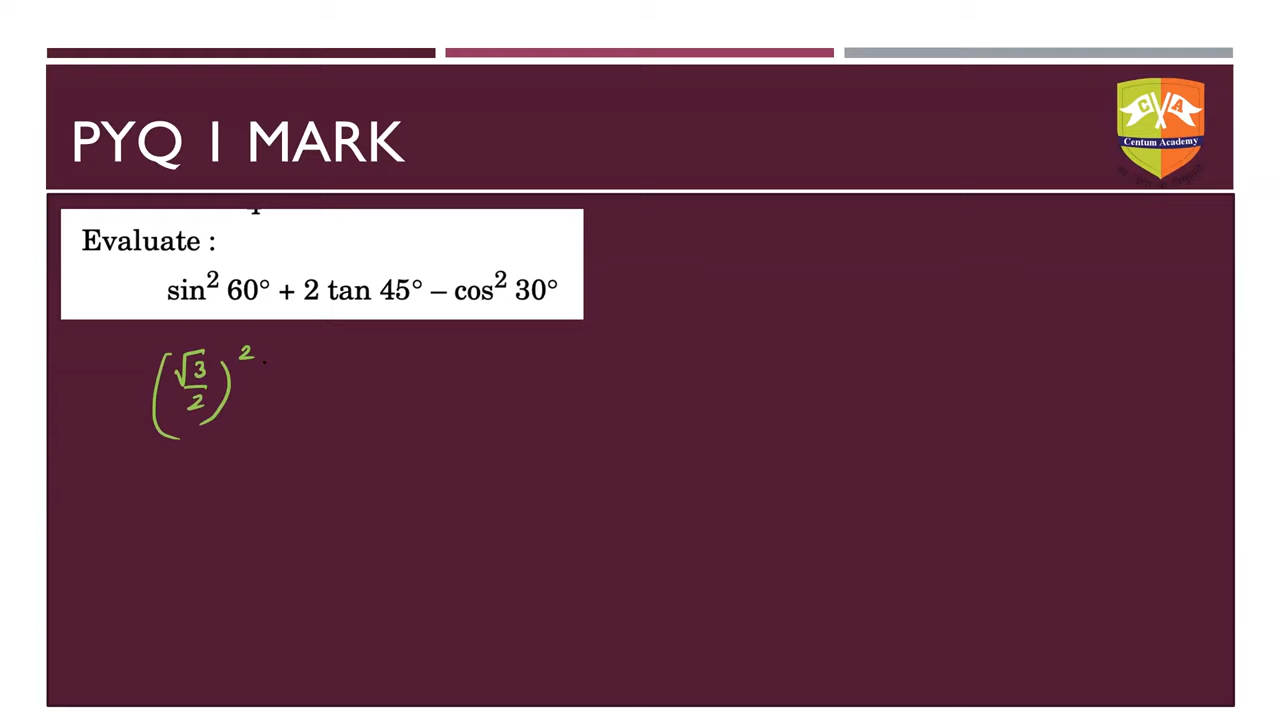 PYQ 1 MARK
C A
Centum Academy
Evaluate :
sin² 60° + 2 tan 45° – cos² 30°
(√3/2)²